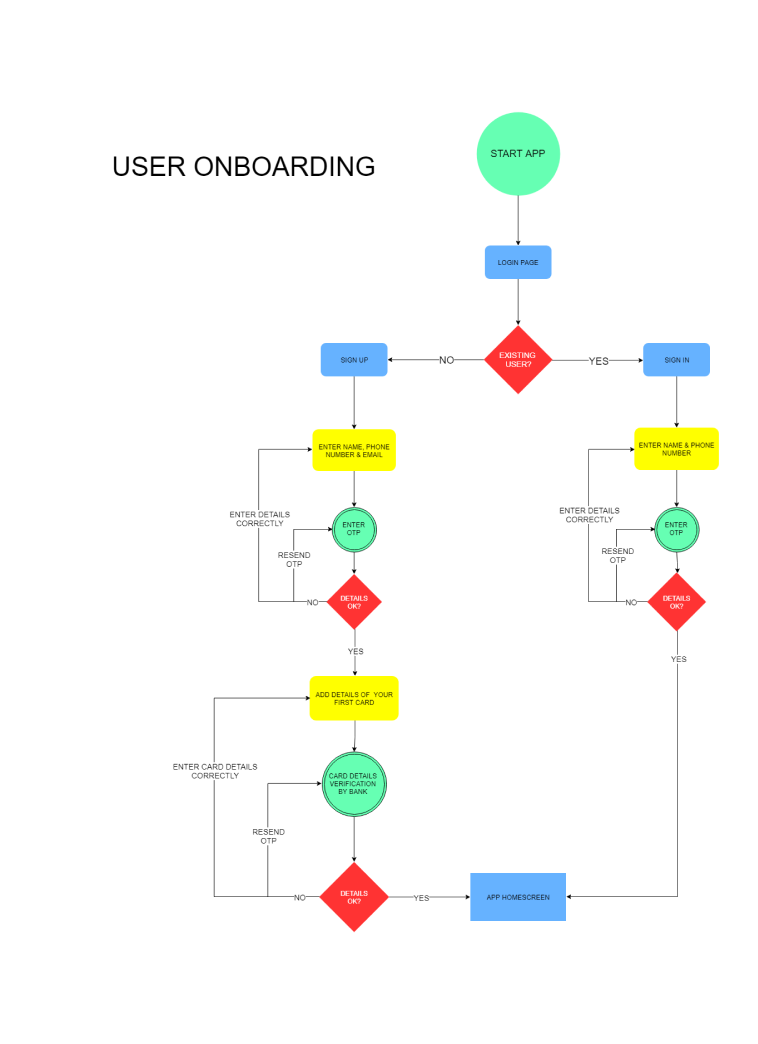 START APP
USER ONBOARDING
LOGIN PAGE
EXISTING
USER?
SIGN UP
NO
YES
SIGN IN
ENTER NAME, PHONE
NUMBER & EMAIL
ENTER NAME & PHONE
NUMBER
ENTER DETAILS
CORRECTLY
ENTER
OTP
RESEND
OTP
ENTER DETAILS
CORRECTLY
ENTER
OTP
RESEND
OTP
NO
DETAILS
OK?
NO
DETAILS
OK?
YES
YES
ADD DETAILS OF YOUR
FIRST CARD
ENTER CARD DETAILS
CORRECTLY
CARD DETAILS
VERIFICATION
BY BANK
RESEND
OTP
NO
DETAILS
OK?
YES
APP HOMESCREEN